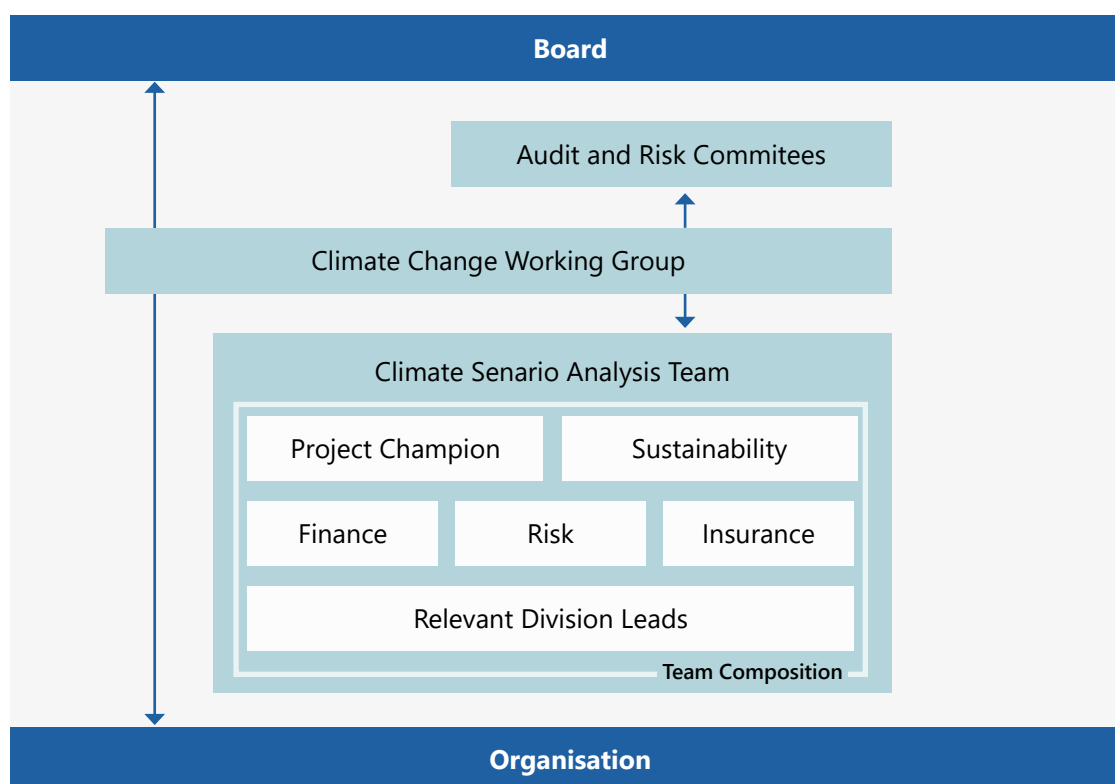 Board
Audit and Risk Commitees
Climate Change Working Group
Climate Senario Analysis Team
Project Champion
Sustainability
Finance
Risk
Insurance
Relevant Division Leads
Team Composition
Organisation